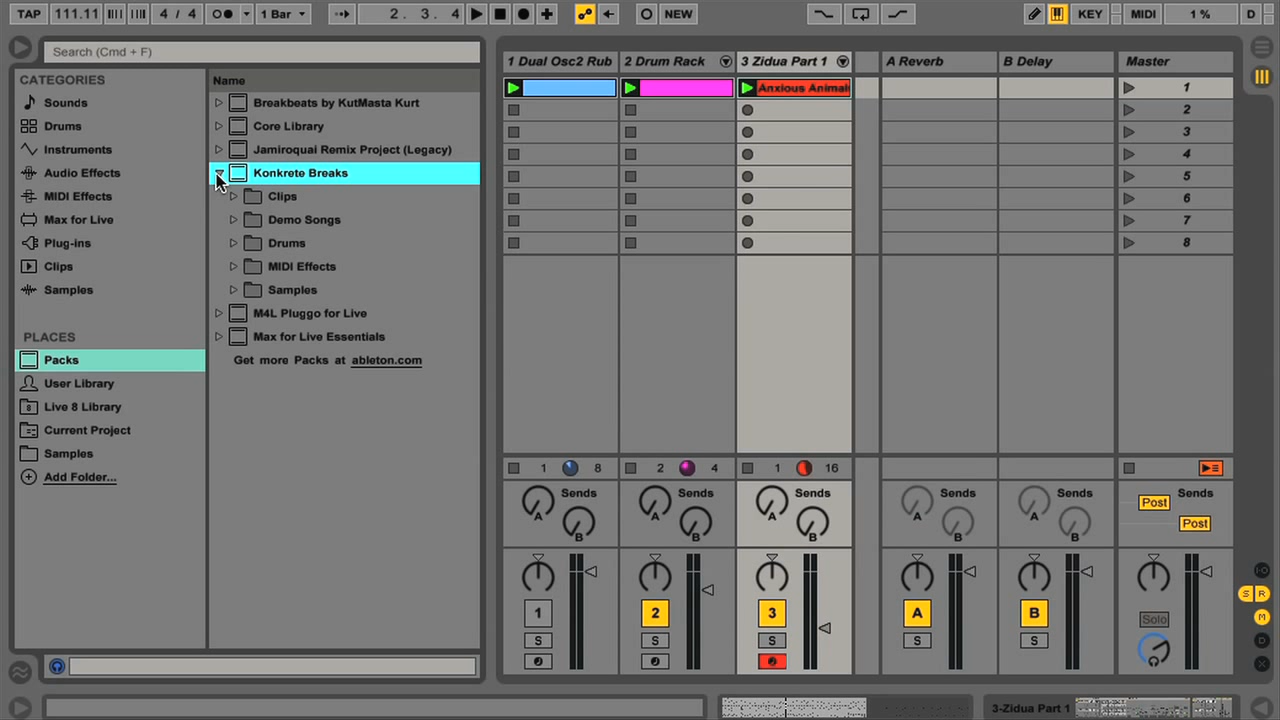 TAP 111.11 4 / 4 1 Bar 2. 3. 4 NEW KEY MIDI 1 % D
Search (Cmd + F)
CATEGORIES
Sounds
Drums
Instruments
Audio Effects
MIDI Effects
Max for Live
Plug-ins
Clips
Samples
PLACES
Packs
User Library
Live 8 Library
Current Project
Samples
Add Folder...
Name
Breakbeats by KutMasta Kurt
Core Library
Jamiroquai Remix Project (Legacy)
Konkrete Breaks
Clips
Demo Songs
Drums
MIDI Effects
Samples
M4L Pluggo for Live
Max for Live Essentials
Get more Packs at ableton.com
1 Dual Osc2 Rub 2 Drum Rack 3 Zidua Part 1 A Reverb B Delay Master
Anxious Animal 1
2
3
4
5
6
7
8
1 8 2 4 1 16
Sends Sends Sends Sends Sends Sends
A A A A A Post
B B B B B Post
1 2 3 A B Solo
S S S S S
S R
M
D
X
3-Zidua Part 1